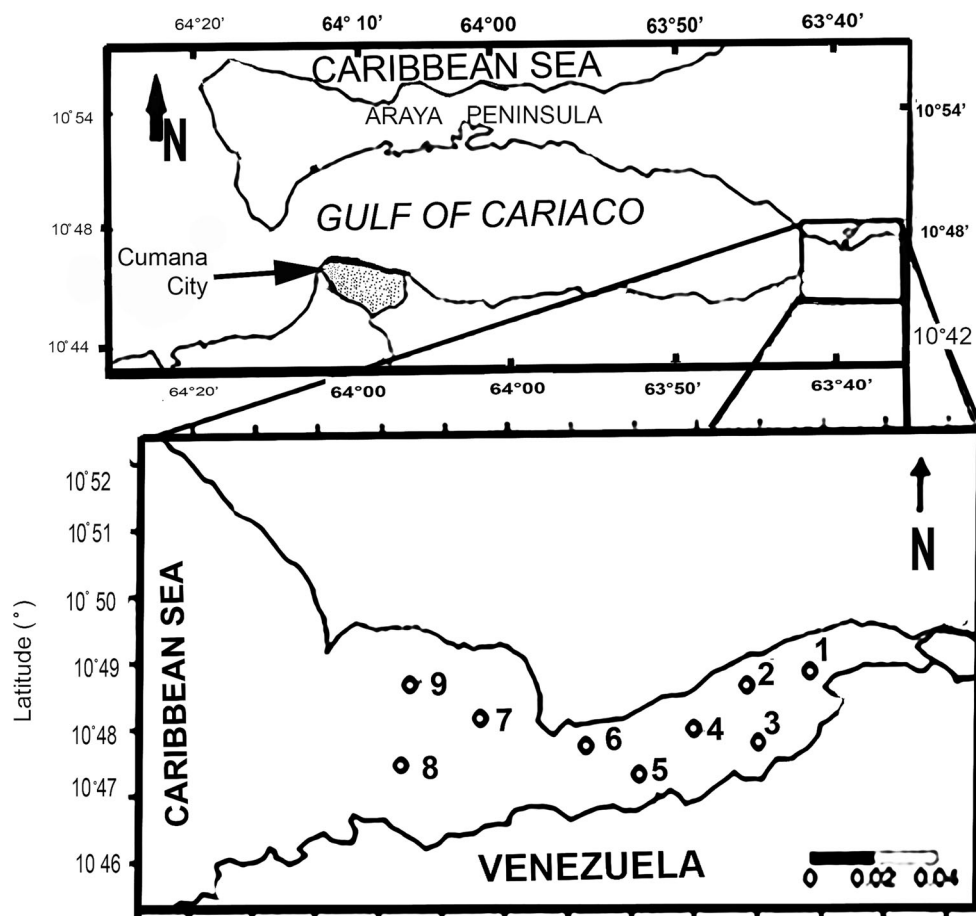 64°20' 64°10' 64°00' 63°50' 63°40'
CARIBBEAN SEA
10°54 ARAYA PENINSULA 10°54'
N
GULF OF CARIACO
10°48 10°48'
Cumana
City
10°44 10°42
64°20' 64°00' 64°00' 63°50' 63°40'
10°52
10°51
N
10°50
10°49
10°48
10°47
10 46
Latitude (°)
CARIBBEAN SEA
1
2
9
7
3
4
6
8
5
VENEZUELA
0 0.02 0.04